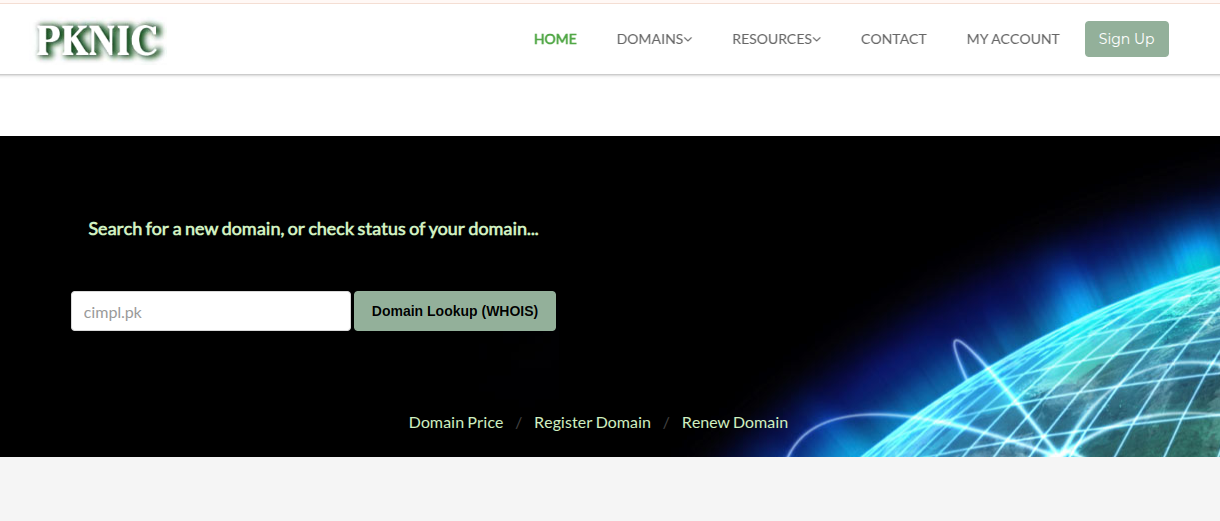 PKNIC
HOME DOMAINS RESOURCES CONTACT MY ACCOUNT Sign Up
Search for a new domain, or check status of your domain...
cimpl.pk Domain Lookup (WHOIS)
Domain Price / Register Domain / Renew Domain